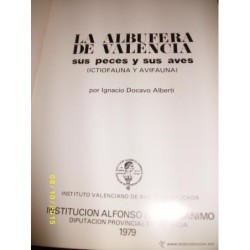 LA ALBUFERA
DE VALENCIA
sus peces y sus aves
(ICTIOFAUNA Y AVIFAUNA)
por Ignacio Docavo Alberti
INSTITUTO VALENCIANO DE
INSTITUCION ALFONSO
DIPUTACION PROVINCIAL
1979